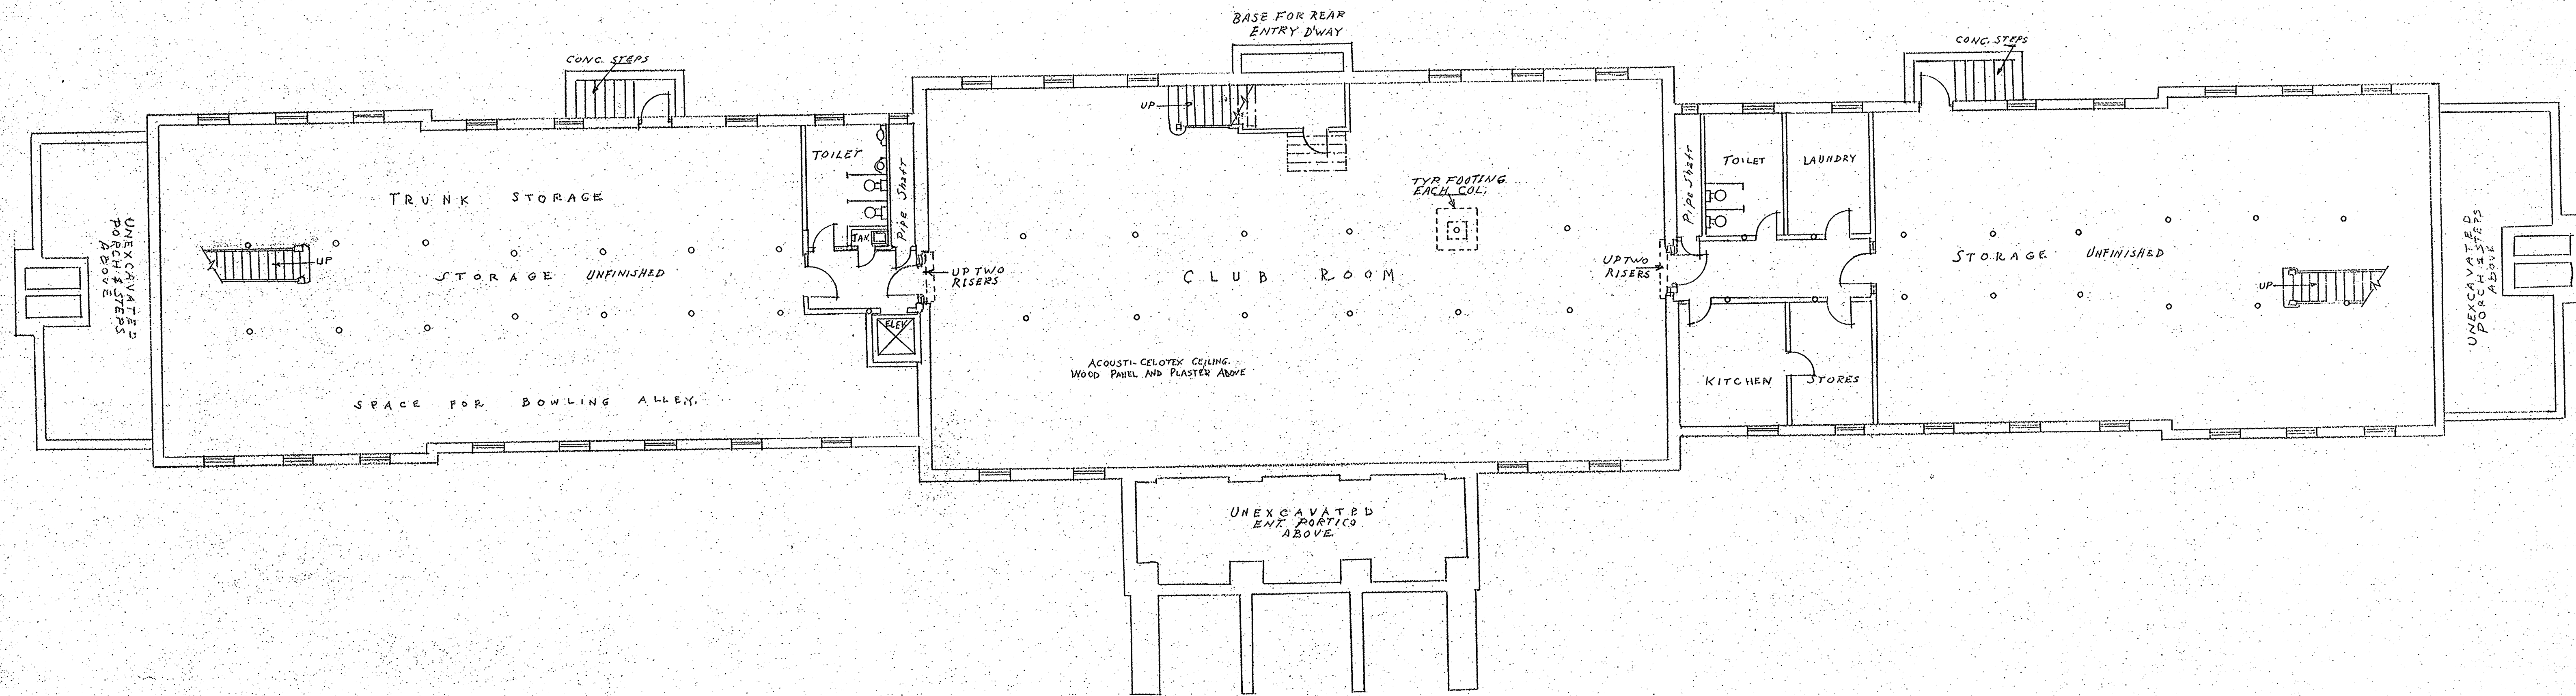 BASE FOR REAR
ENTRY D'WAY
CONC. STEPS
CONC. STEPS
UP
TOILET
Pipe Shaft
TRUNK STORAGE
TYP. FOOTING
EACH COL;
Pipe Shaft
TOILET
LAUNDRY
UNEXCAVATED
PORCH & STEPS
ABOVE
UP
JAN
STORAGE UNFINISHED
UP TWO
RISERS
CLUB ROOM
UP TWO
RISERS
STORAGE UNFINISHED
UP
UNEXCAVATED
PORCH & STEPS
ABOVE
ELEV
ACOUSTI-CELOTEX CEILING.
WOOD PANEL AND PLASTER ABOVE
KITCHEN
STORES
SPACE FOR BOWLING ALLEY.
UNEXCAVATED
ENT. PORTICO
ABOVE